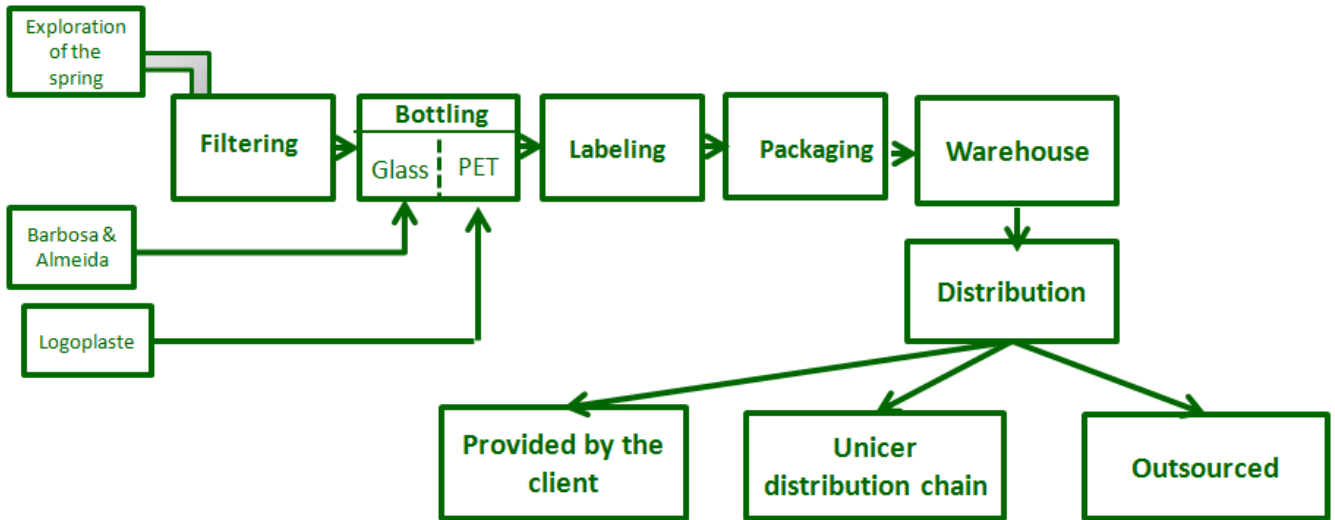 Exploration
of the
spring
Filtering
Bottling
Glass
PET
Labeling
Packaging
Warehouse
Barbosa &
Almeida
Logoplaste
Distribution
Provided by the
client
Unicer
distribution chain
Outsourced